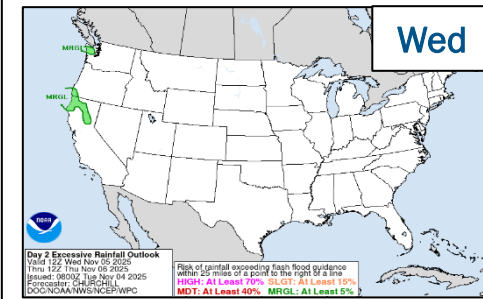 Wed
MRGL
MRGL
NOAA
Day 2 Excessive Rainfall Outlook
Valid 12Z Wed Nov 05 2025
Thru 12Z Thu Nov 06 2025
Issued: 0800Z Tue Nov 04 2025
Forecaster: CHURCHILL
DOC/NOAA/NWS/NCEP/WPC
Risk of rainfall exceeding flash flood guidance
within 25 miles of a point to the right of a line
HIGH: At Least 70% SLGT: At Least 15%
MDT: At Least 40% MRGL: At Least 5%